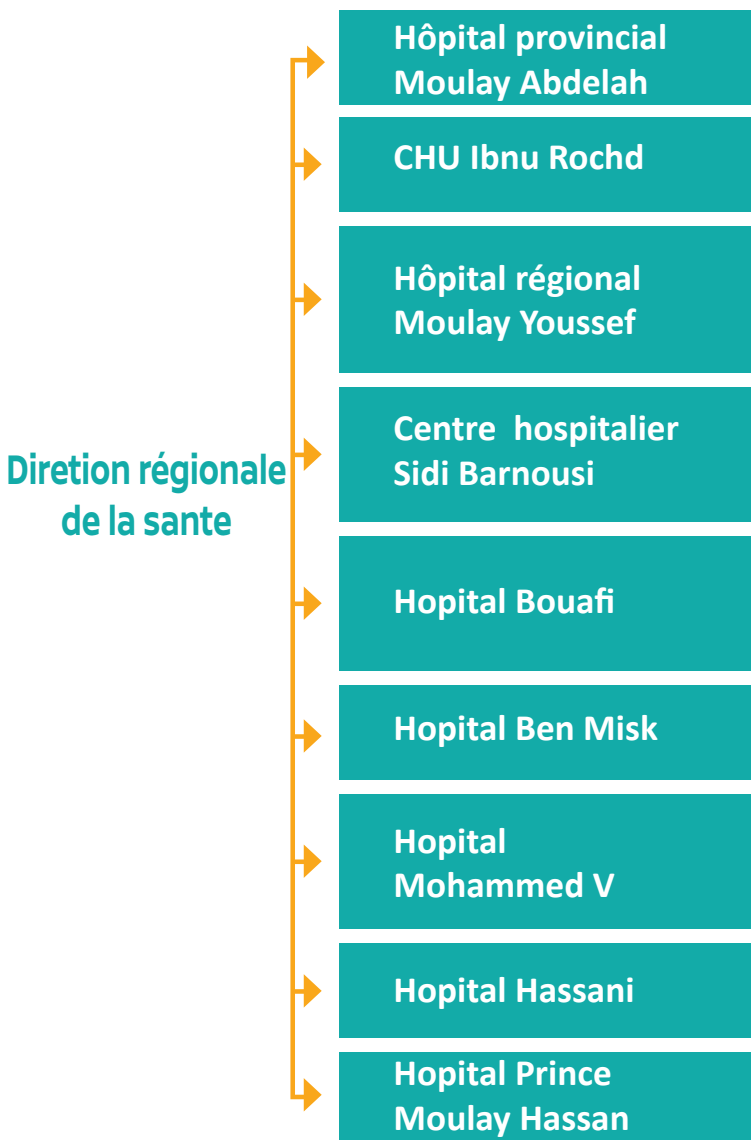 Hôpital provincial
Moulay Abdelah
CHU Ibnu Rochd
Hôpital régional
Moulay Youssef
Centre  hospitalier
Sidi Barnousi
Diretion régionale
de la sante
Hopital Bouafi
Hopital Ben Misk
Hopital
Mohammed V
Hopital Hassani
Hopital Prince
Moulay Hassan